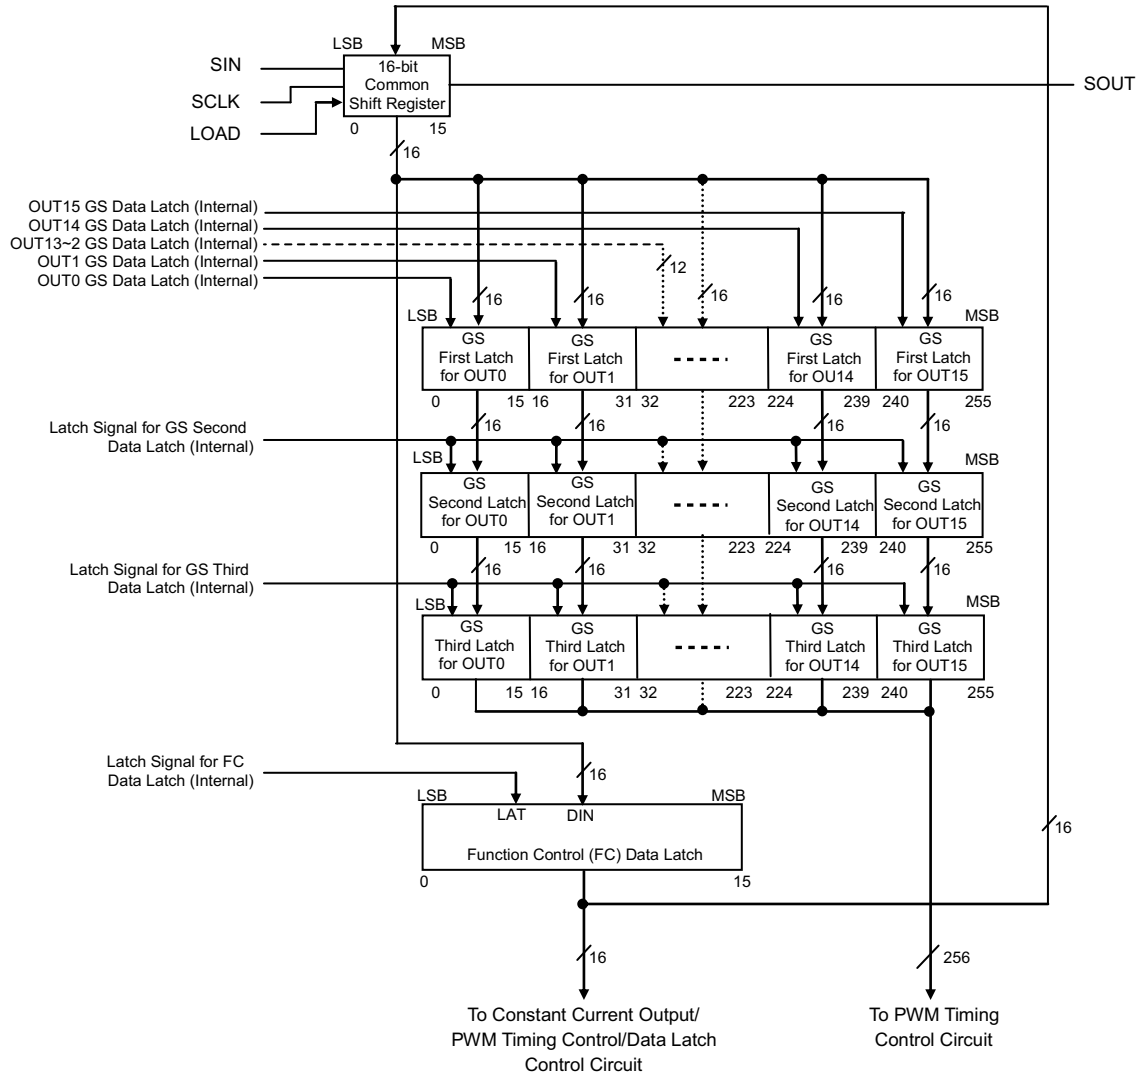 LSB MSB
SIN
16-bit
Common
Shift Register
SOUT
SCLK
LOAD
0 15
16
OUT15 GS Data Latch (Internal)
OUT14 GS Data Latch (Internal)
OUT13~2 GS Data Latch (Internal)
OUT1 GS Data Latch (Internal)
OUT0 GS Data Latch (Internal)
12
16 16 16 16 16
LSB MSB
GS
First Latch
for OUT0
GS
First Latch
for OUT1
GS
First Latch
for OU14
GS
First Latch
for OUT15
0 15 16 31 32 223 224 239 240 255
16 16 16 16
Latch Signal for GS Second
Data Latch (Internal)
LSB MSB
GS
Second Latch
for OUT0
GS
Second Latch
for OUT1
GS
Second Latch
for OUT14
GS
Second Latch
for OUT15
0 15 16 31 32 223 224 239 240 255
16 16 16 16
Latch Signal for GS Third
Data Latch (Internal)
LSB MSB
GS
Third Latch
for OUT0
GS
Third Latch
for OUT1
GS
Third Latch
for OUT14
GS
Third Latch
for OUT15
0 15 16 31 32 223 224 239 240 255
Latch Signal for FC
Data Latch (Internal)
16
LSB MSB
LAT DIN
Function Control (FC) Data Latch
0 15
16
16
256
To Constant Current Output/
PWM Timing Control/Data Latch
Control Circuit
To PWM Timing
Control Circuit